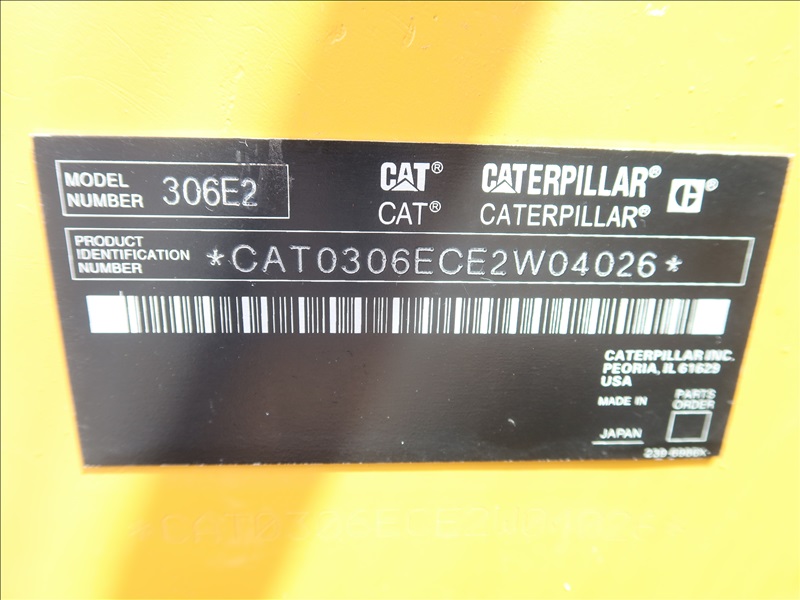 MODEL NUMBER 306E2
CAT® CATERPILLAR® C®
CAT® CATERPILLAR®
PRODUCT IDENTIFICATION NUMBER *CAT0306ECE2W04026*
CATERPILLAR INC.
PEORIA, IL 61629
USA
MADE IN JAPAN
PARTS ORDER